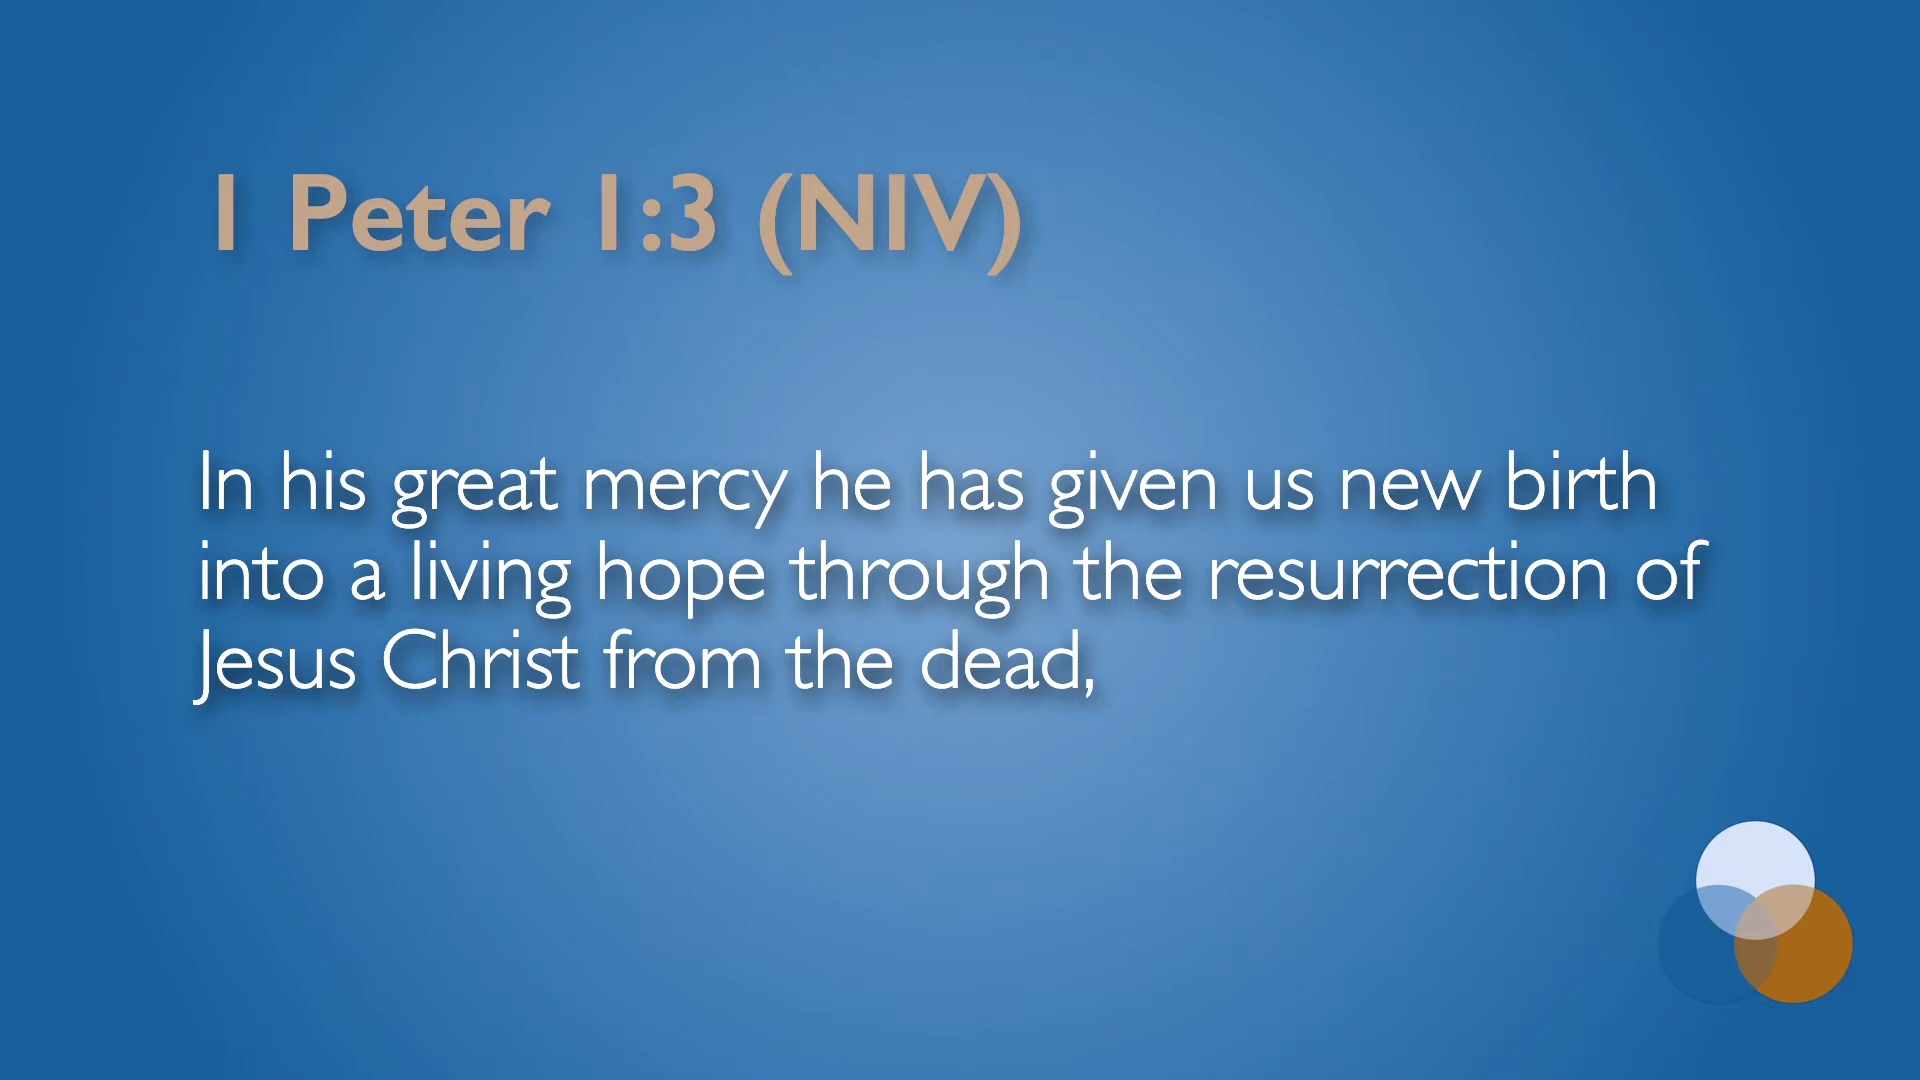 1 Peter 1:3 (NIV)
In his great mercy he has given us new birth
into a living hope through the resurrection of
Jesus Christ from the dead,